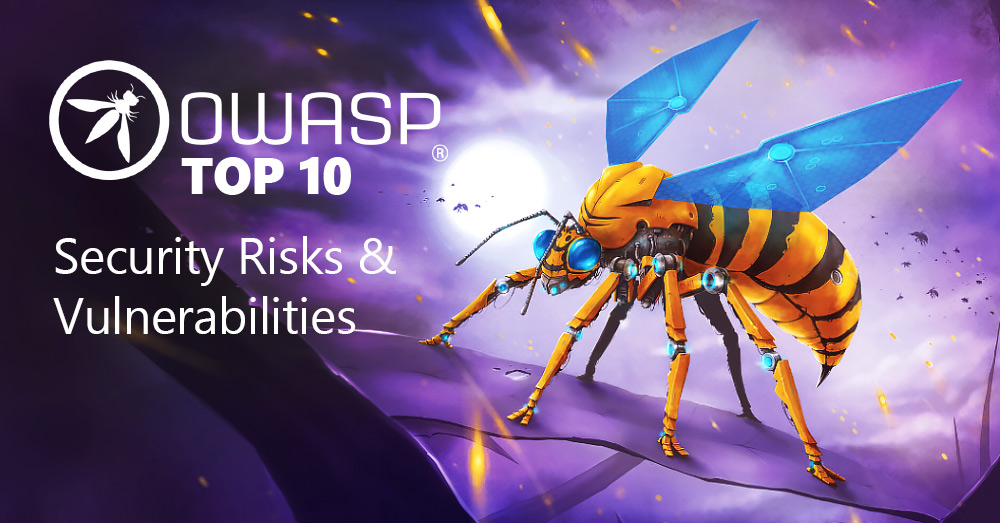 OWASP®
TOP 10
Security Risks &
Vulnerabilities